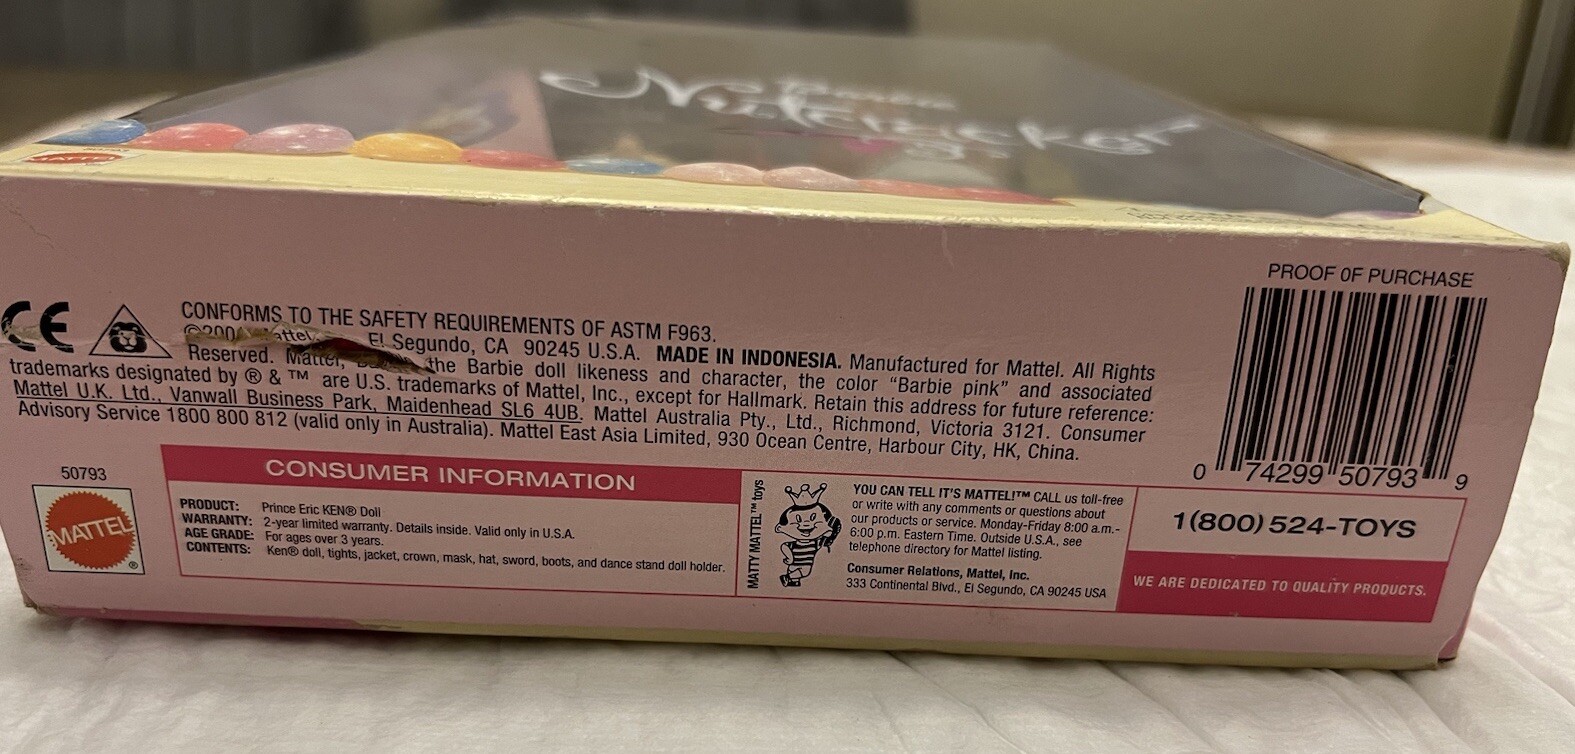 Barbie
Nutcracker
MATTEL
PROOF OF PURCHASE
CE
CONFORMS TO THE SAFETY REQUIREMENTS OF ASTM F963.
El Segundo, CA 90245 U.S.A. MADE IN INDONESIA. Manufactured for Mattel. All Rights
Reserved. Mattel, the Barbie doll likeness and character, the color “Barbie pink” and associated
trademarks designated by ® & ™ are U.S. trademarks of Mattel, Inc., except for Hallmark. Retain this address for future reference:
Mattel U.K. Ltd., Vanwall Business Park, Maidenhead SL6 4UB. Mattel Australia Pty., Ltd., Richmond, Victoria 3121. Consumer
Advisory Service 1800 800 812 (valid only in Australia). Mattel East Asia Limited, 930 Ocean Centre, Harbour City, HK, China.
0 74299 50793 9
50793
MATTEL®
CONSUMER INFORMATION
PRODUCT: Prince Eric KEN® Doll
WARRANTY: 2-year limited warranty. Details inside. Valid only in U.S.A.
AGE GRADE: For ages over 3 years.
CONTENTS: Ken® doll, tights, jacket, crown, mask, hat, sword, boots, and dance stand doll holder.
MATTY MATTEL™ toys
YOU CAN TELL IT'S MATTEL!™ CALL us toll-free
or write with any comments or questions about
our products or service. Monday-Friday 8:00 a.m.-
6:00 p.m. Eastern Time. Outside U.S.A., see
telephone directory for Mattel listing.
Consumer Relations, Mattel, Inc.
333 Continental Blvd., El Segundo, CA 90245 USA
1(800) 524-TOYS
WE ARE DEDICATED TO QUALITY PRODUCTS.